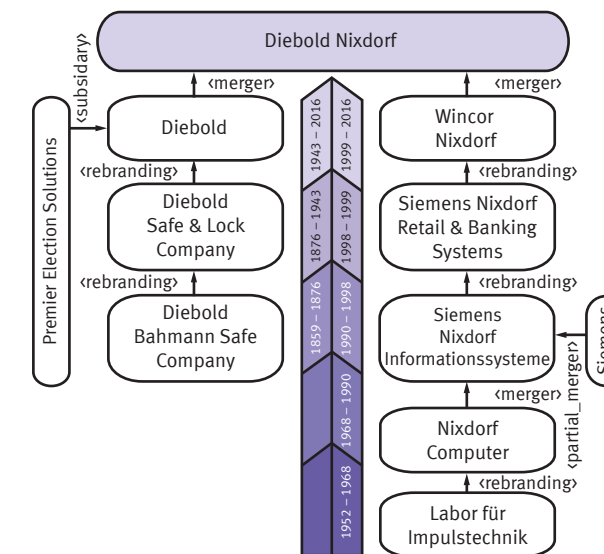 Diebold Nixdorf
<subsidary>
<merger>
<merger>
Premier Election Solutions
Diebold
1943 – 2016
1999 – 2016
Wincor
Nixdorf
<rebranding>
<rebranding>
Diebold
Safe & Lock
Company
1876 – 1943
1998 – 1999
Siemens Nixdorf
Retail & Banking
Systems
<rebranding>
<rebranding>
Diebold
Bahmann Safe
Company
1859 – 1876
1990 – 1998
Siemens
Nixdorf
Informationssysteme
Siemens
<partial_merger>
<merger>
1968 – 1990
Nixdorf
Computer
<rebranding>
1952 – 1968
Labor für
Impulstechnik